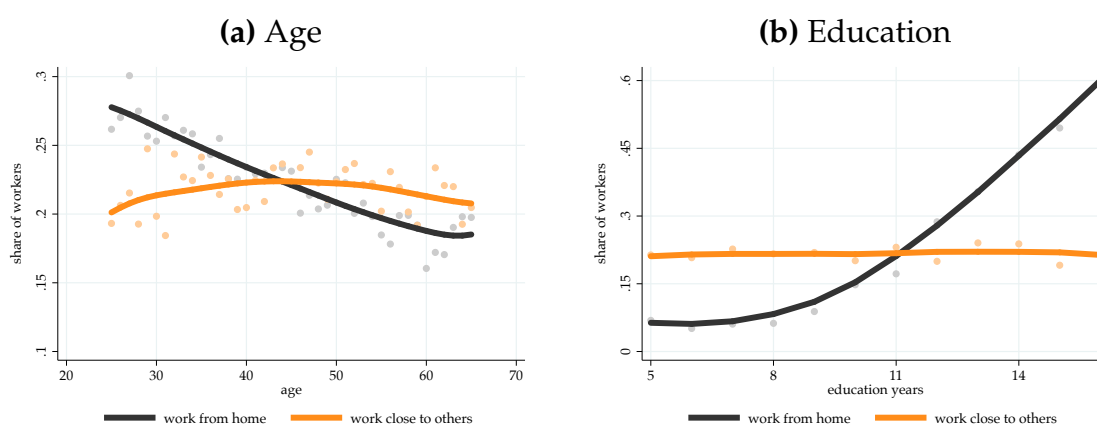 (a) Age
share of workers
.3
.25
.2
.15
.1
20 30 40 50 60 70
age
work from home work close to others
(b) Education
share of workers
.6
.45
.3
.15
0
5 8 11 14
education years
work from home work close to others